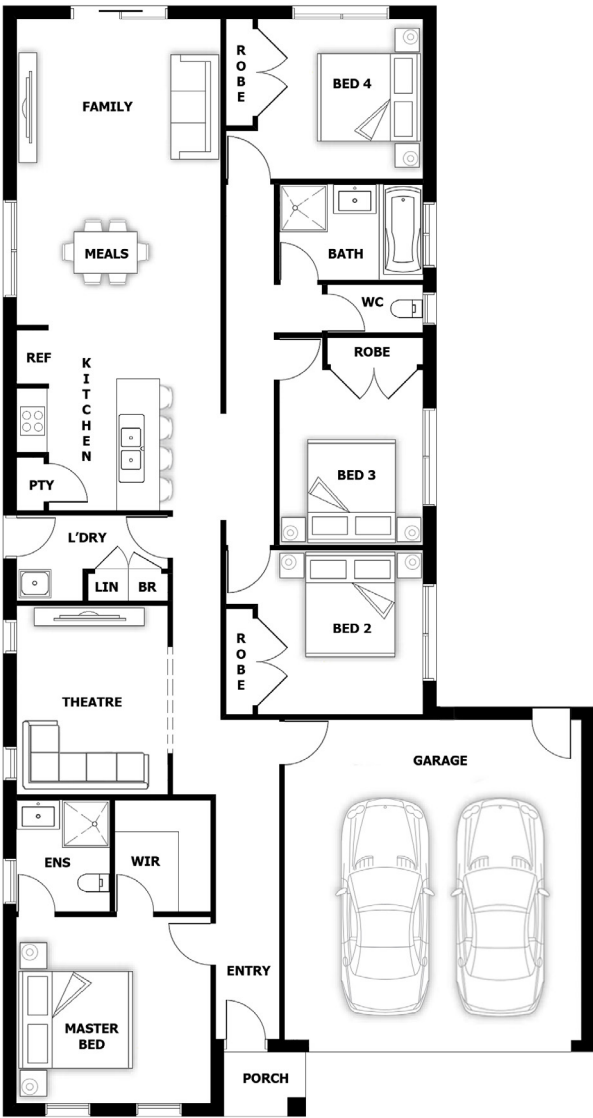 ROBE
BED 4
FAMILY
BATH
MEALS
WC
ROBE
REF
KITCHEN
BED 3
PTY
L'DRY
LIN
BR
BED 2
ROBE
THEATRE
GARAGE
ENS
WIR
ENTRY
MASTER
BED
PORCH